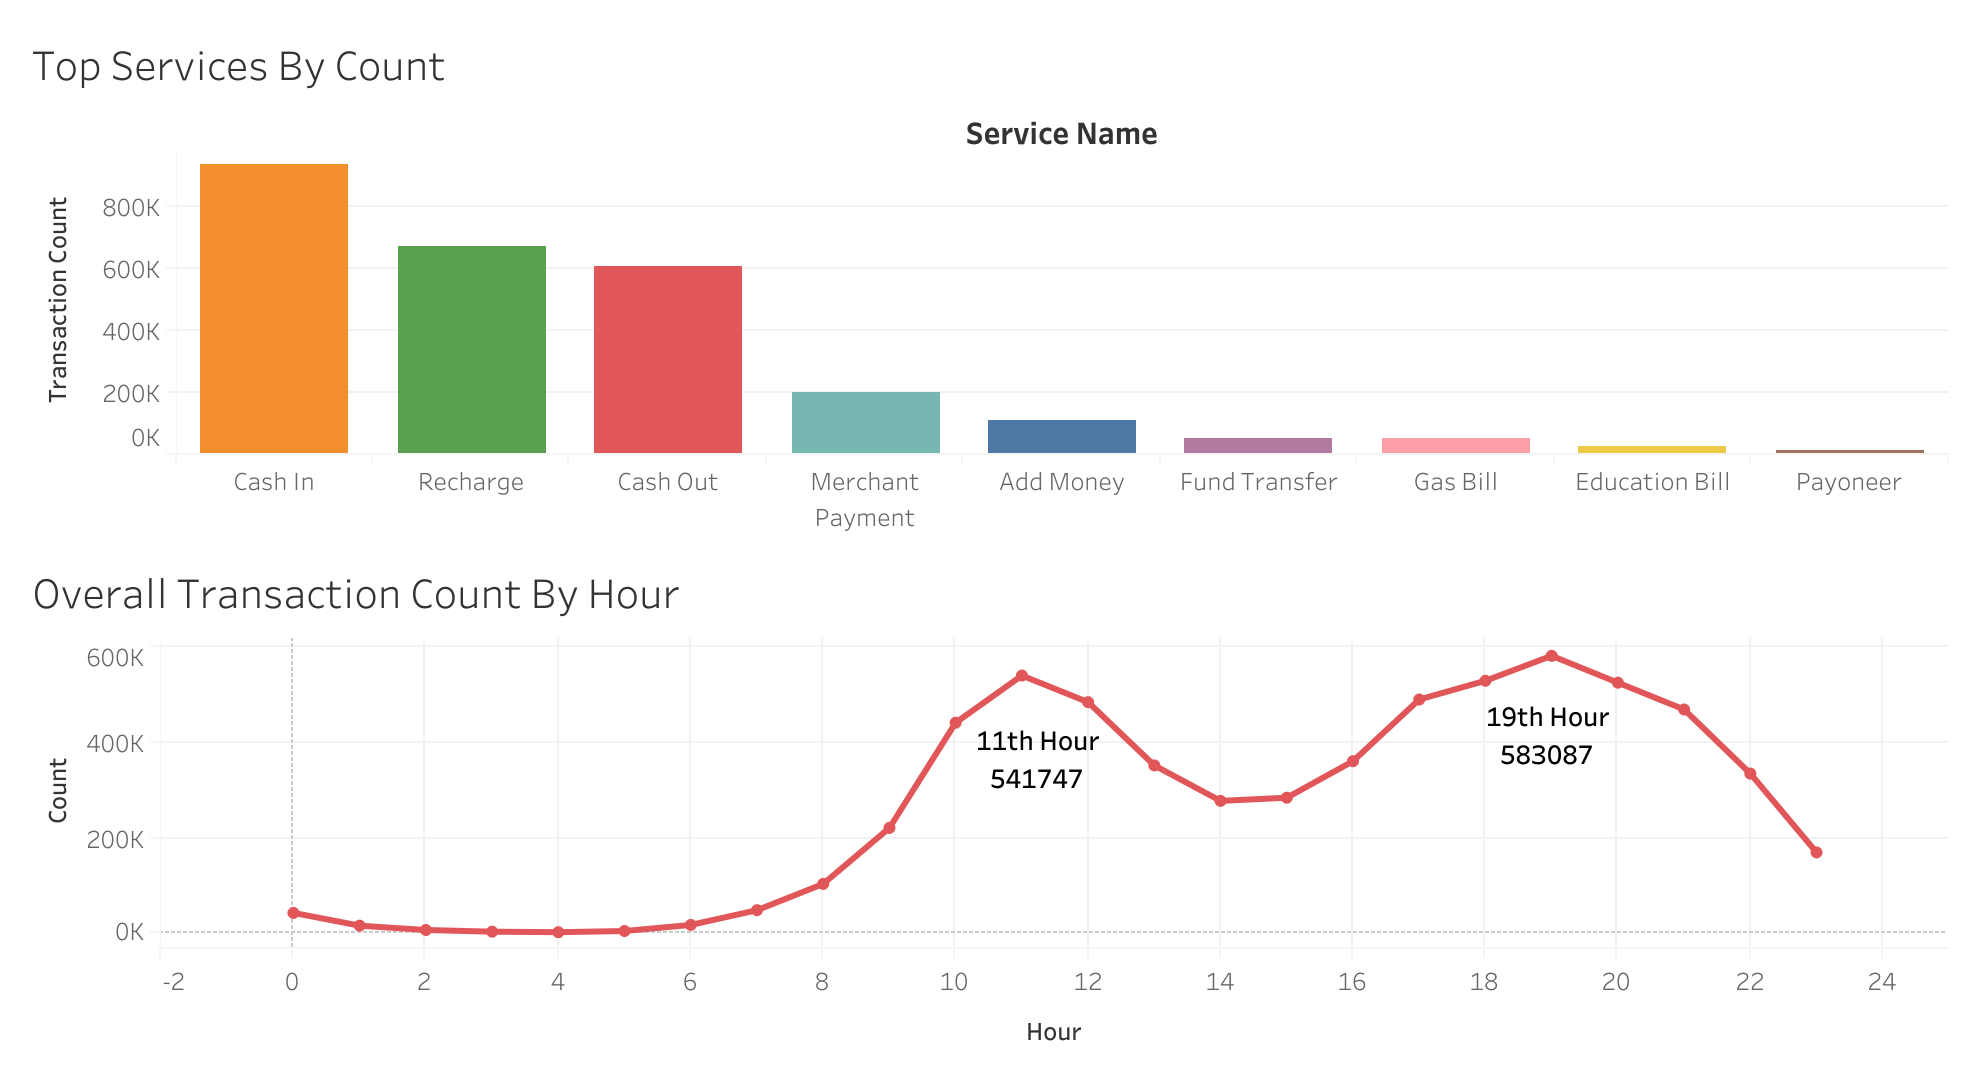 Top Services By Count
Service Name
Transaction Count
800K
600K
400K
200K
0K
Cash In
Recharge
Cash Out
Merchant
Payment
Add Money
Fund Transfer
Gas Bill
Education Bill
Payoneer
Overall Transaction Count By Hour
Count
600K
400K
200K
0K
11th Hour
541747
19th Hour
583087
-2
0
2
4
6
8
10
12
14
16
18
20
22
24
Hour